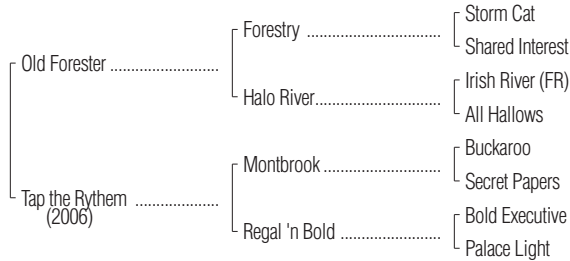 Storm Cat
Forestry ....................
Shared Interest
Old Forester .....................
Irish River (FR)
Halo River........................
All Hallows
Buckaroo
Montbrook ......................
Secret Papers
Tap the Rythem ................
(2006)
Bold Executive
Regal 'n Bold ...................
Palace Light